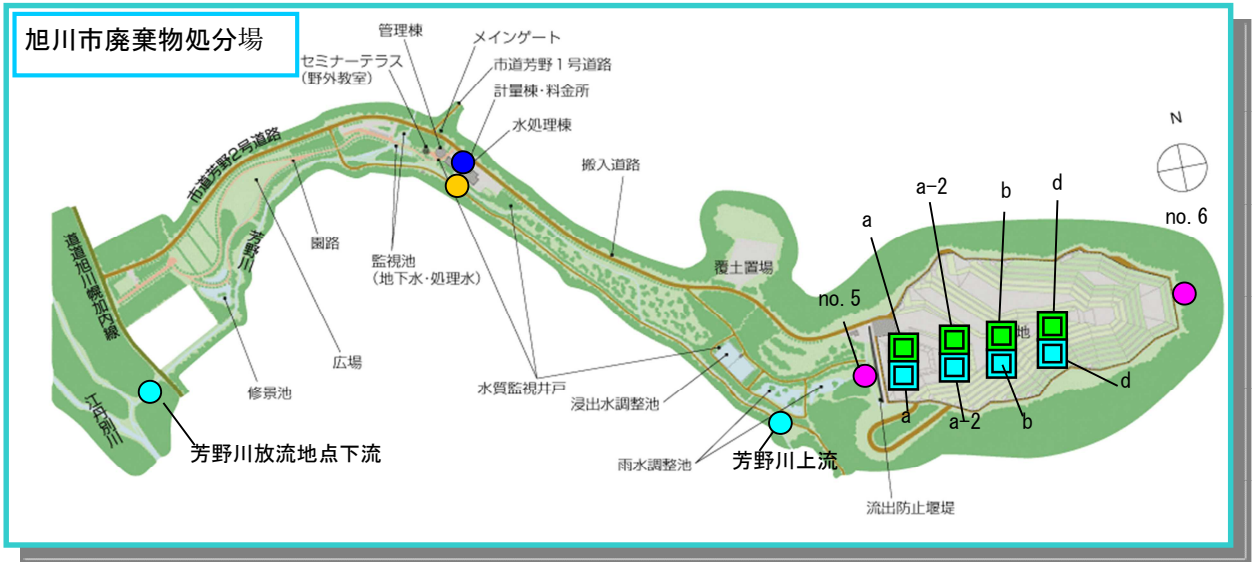 旭川市廃棄物処分場
管理棟
メインゲート
セミナーテラス
(野外教室)
市道芳野1号道路
計量棟・料金所
水処理棟
搬入道路
N
no. 6
a
a-2
b
d
市道芳野2号道路
園路
芳野川
監視池
(地下水・処理水)
覆土置場
no. 5
地
道道旭川幌加内線
広場
修景池
水質監視井戸
浸出水調整池
a
a-2
b
d
江丹別川
芳野川放流地点下流
雨水調整池
芳野川上流
流出防止堰堤